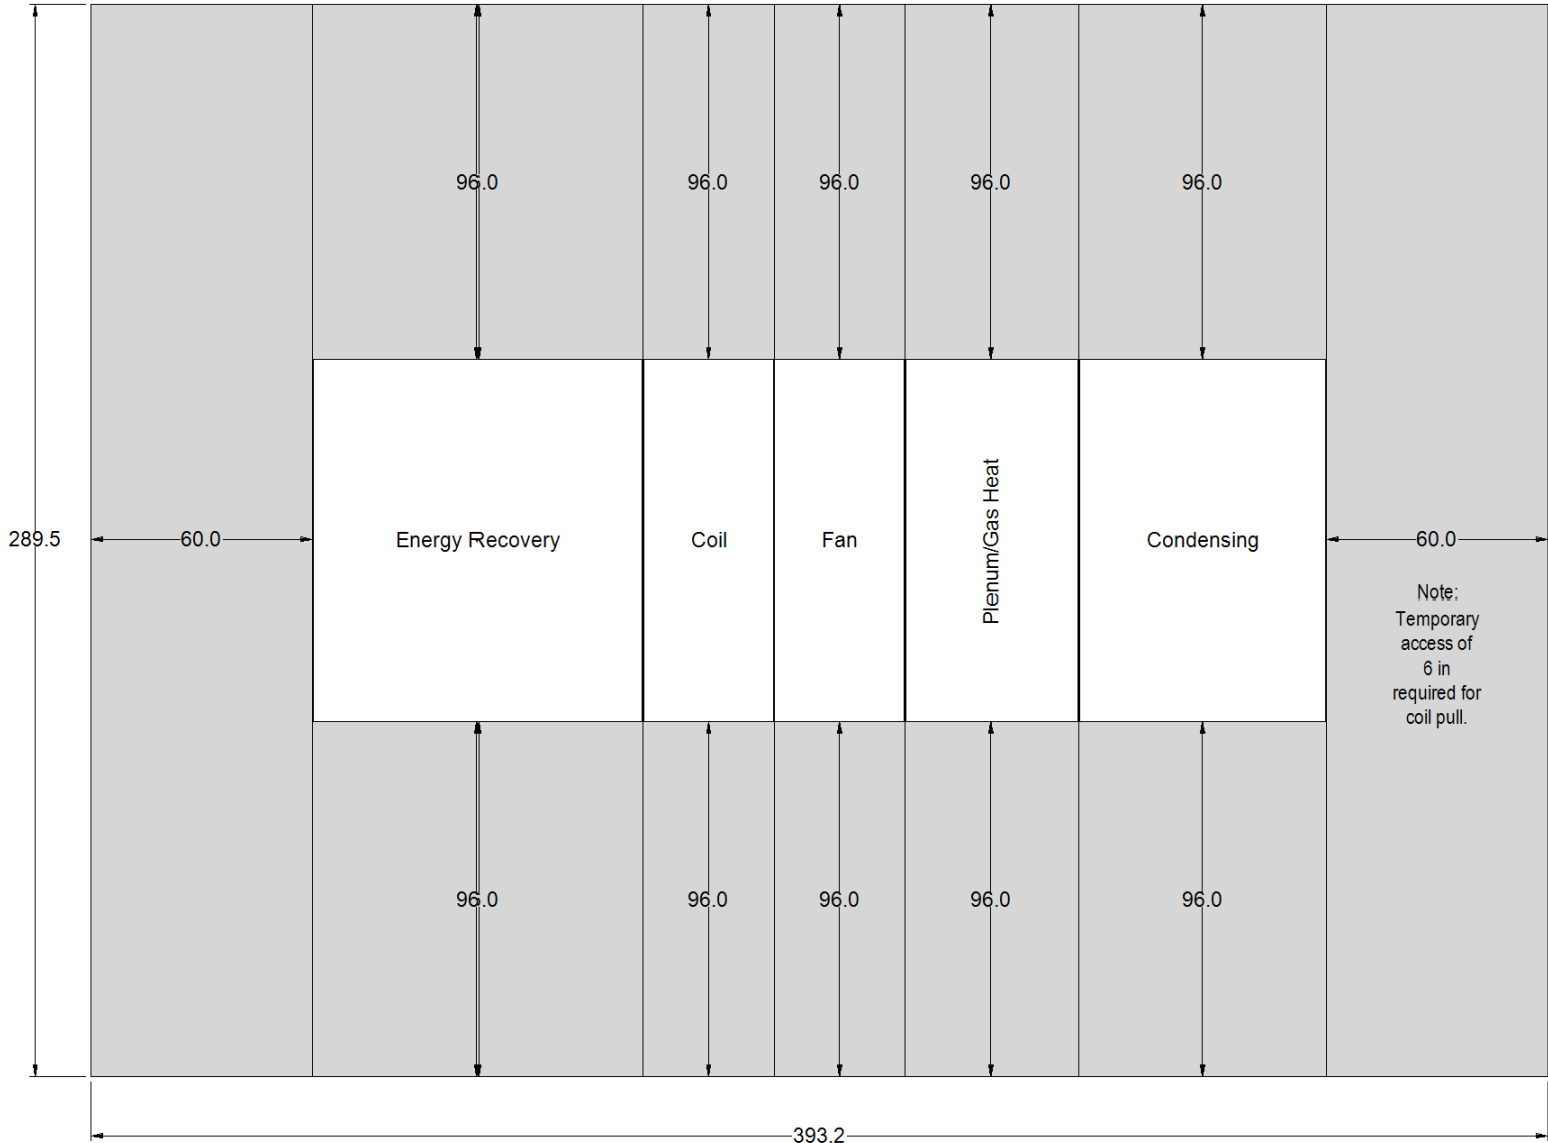 96.0
96.0
96.0
96.0
96.0
289.5
60.0
Energy Recovery
Coil
Fan
Plenum/Gas Heat
Condensing
60.0
Note:
Temporary
access of
6 in
required for
coil pull.
96.0
96.0
96.0
96.0
96.0
393.2